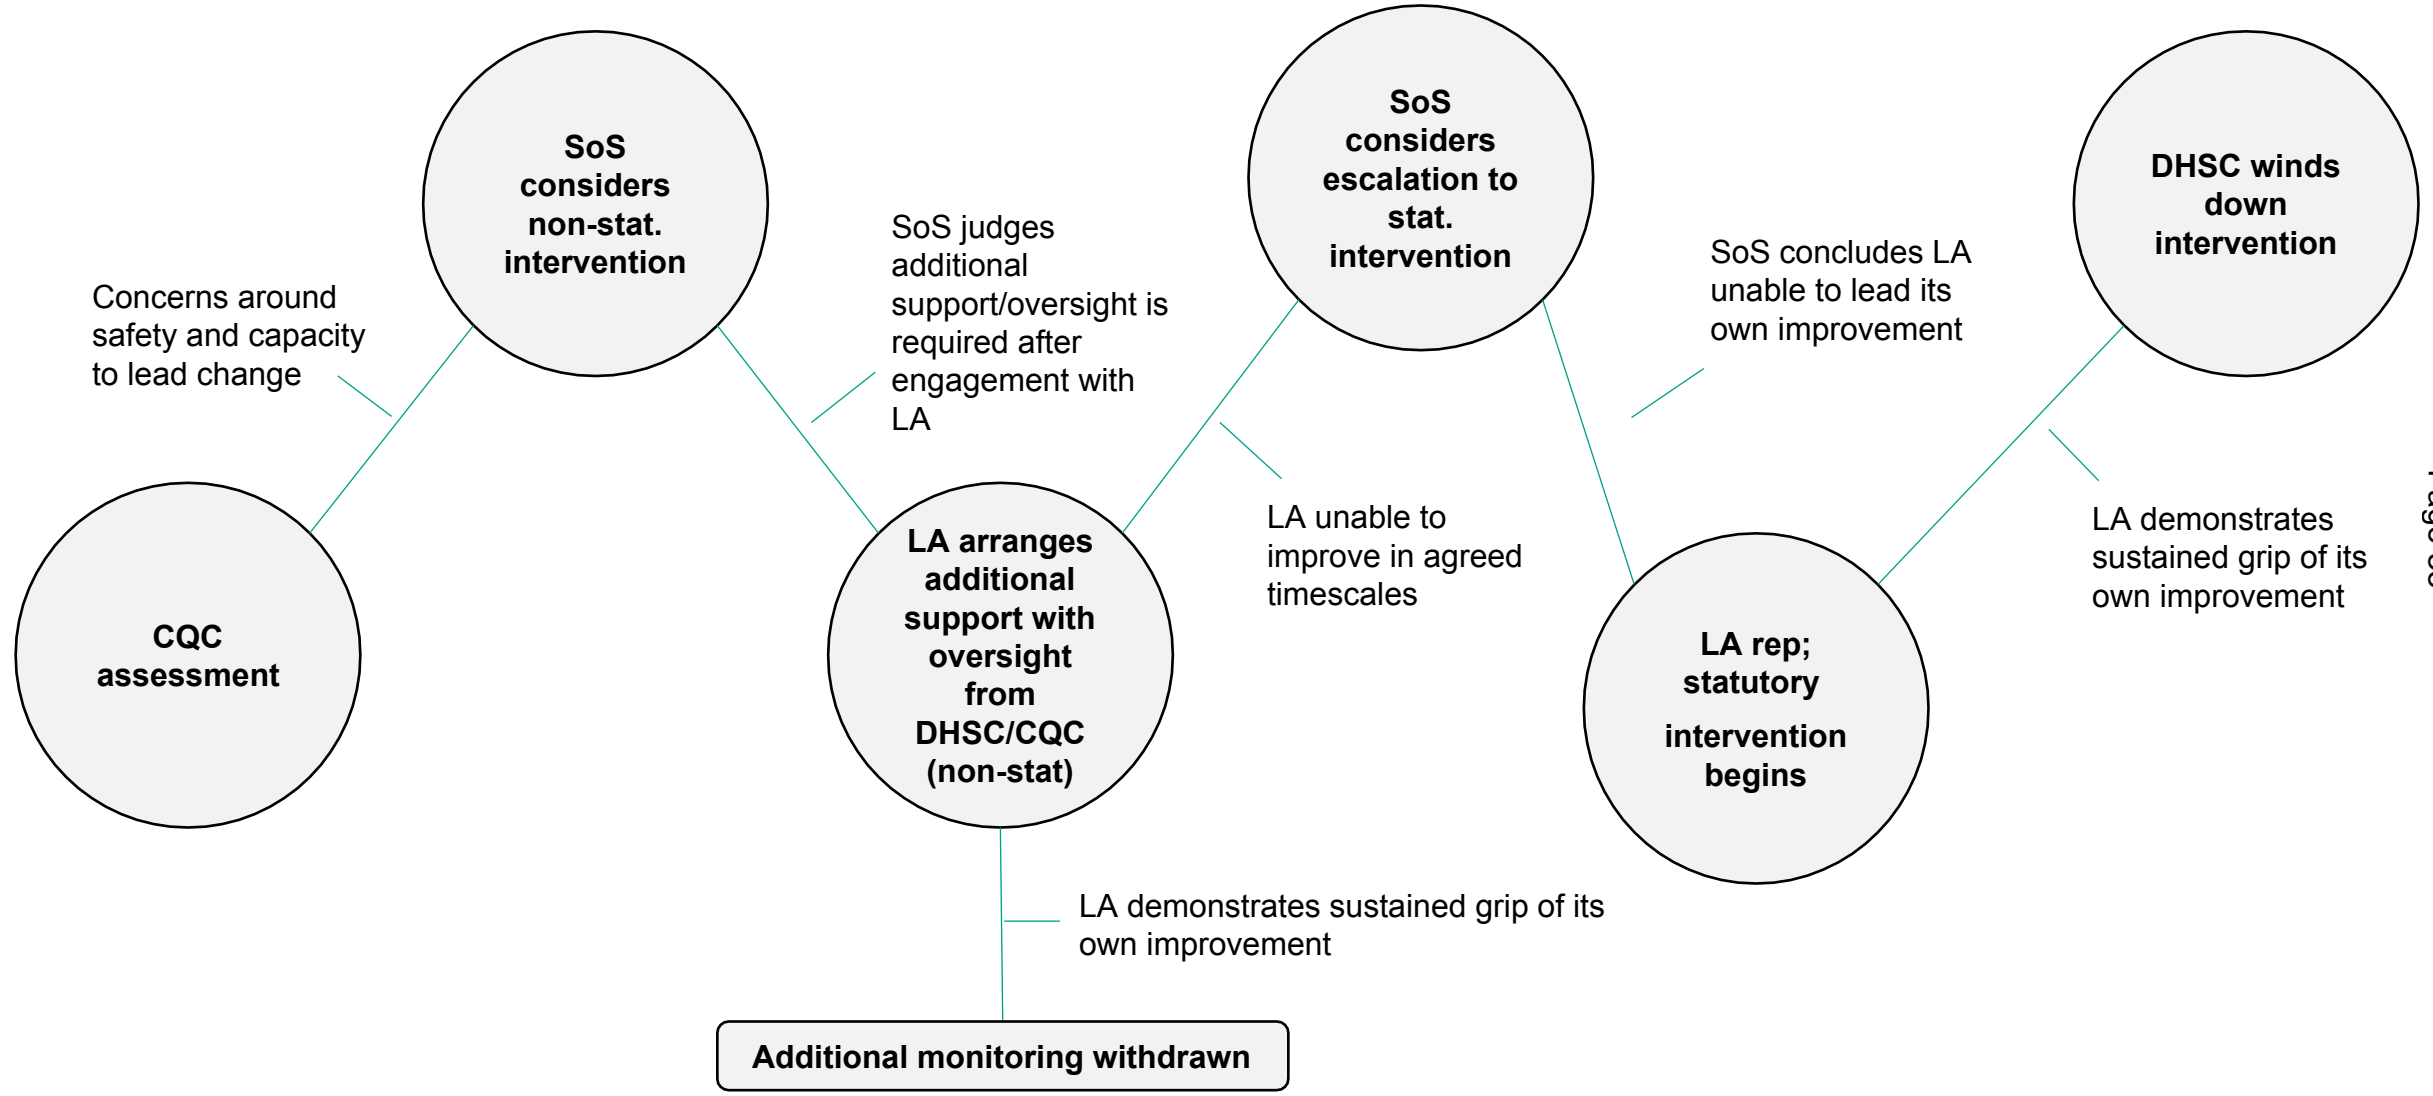 Concerns around
safety and capacity
to lead change
SoS
considers
non-stat.
intervention
SoS judges
additional
support/oversight is
required after
engagement with
LA
SoS
considers
escalation to
stat.
intervention
SoS concludes LA
unable to lead its
own improvement
DHSC winds
down
intervention
CQC
assessment
LA arranges
additional
support with
oversight
from
DHSC/CQC
(non-stat)
LA unable to
improve in agreed
timescales
LA rep;
statutory
intervention
begins
LA demonstrates
sustained grip of its
own improvement
LA demonstrates sustained grip of its
own improvement
Additional monitoring withdrawn